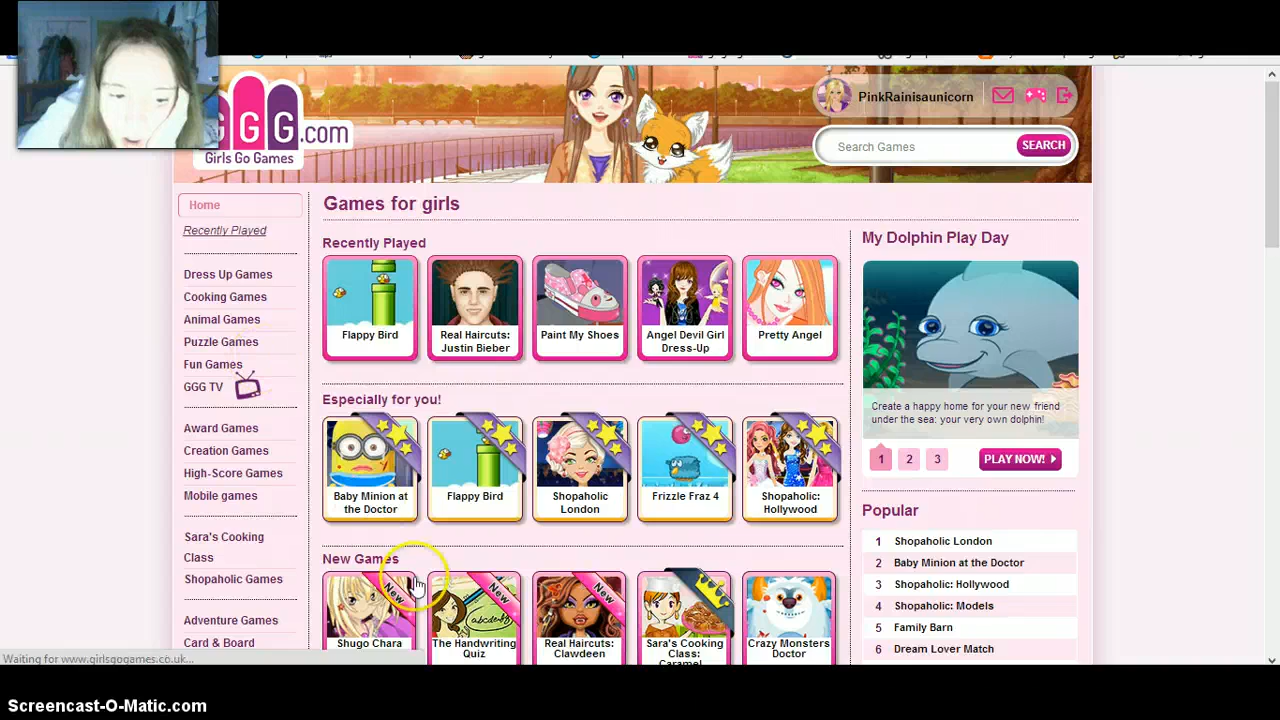 GGG.com
Girls Go Games
PinkRainisaunicorn
Search Games
SEARCH
Home
Recently Played
Dress Up Games
Cooking Games
Animal Games
Puzzle Games
Fun Games
GGG TV
Award Games
Creation Games
High-Score Games
Mobile games
Sara's Cooking
Class
Shopaholic Games
Adventure Games
Card & Board
Games for girls
Recently Played
Flappy Bird
Real Haircuts:
Justin Bieber
Paint My Shoes
Angel Devil Girl
Dress-Up
Pretty Angel
Especially for you!
Baby Minion at
the Doctor
Flappy Bird
Shopaholic
London
Frizzle Fraz 4
Shopaholic:
Hollywood
New Games
New
New
New
abcdefg
Shugo Chara
The Handwriting
Quiz
Real Haircuts:
Clawdeen
Sara's Cooking
Class:
Caramel
Crazy Monsters
Doctor
My Dolphin Play Day
Create a happy home for your new friend
under the sea: your very own dolphin!
1 2 3 PLAY NOW!
Popular
1 Shopaholic London
2 Baby Minion at the Doctor
3 Shopaholic: Hollywood
4 Shopaholic: Models
5 Family Barn
6 Dream Lover Match
Waiting for www.girlsgogames.co.uk...
Screencast-O-Matic.com